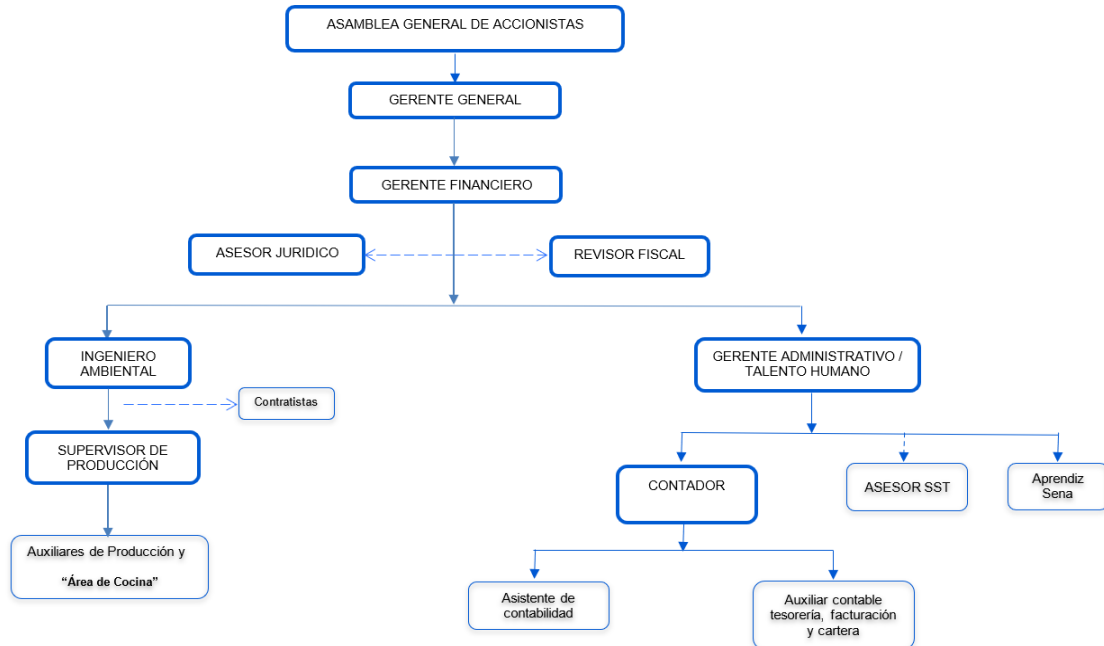 ASAMBLEA GENERAL DE ACCIONISTAS
GERENTE GENERAL
GERENTE FINANCIERO
ASESOR JURIDICO
REVISOR FISCAL
INGENIERO
AMBIENTAL
GERENTE ADMINISTRATIVO /
TALENTO HUMANO
Contratistas
SUPERVISOR DE
PRODUCCIÓN
CONTADOR
ASESOR SST
Aprendiz
Sena
Auxiliares de Producción y
“Área de Cocina”
Asistente de
contabilidad
Auxiliar contable
tesorería, facturación
y cartera